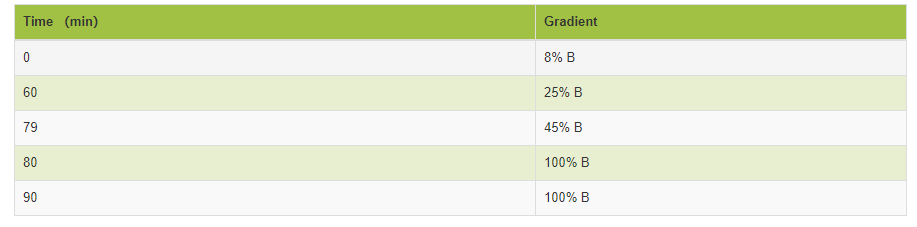 Time (min) Gradient
0 8% B
60 25% B
79 45% B
80 100% B
90 100% B